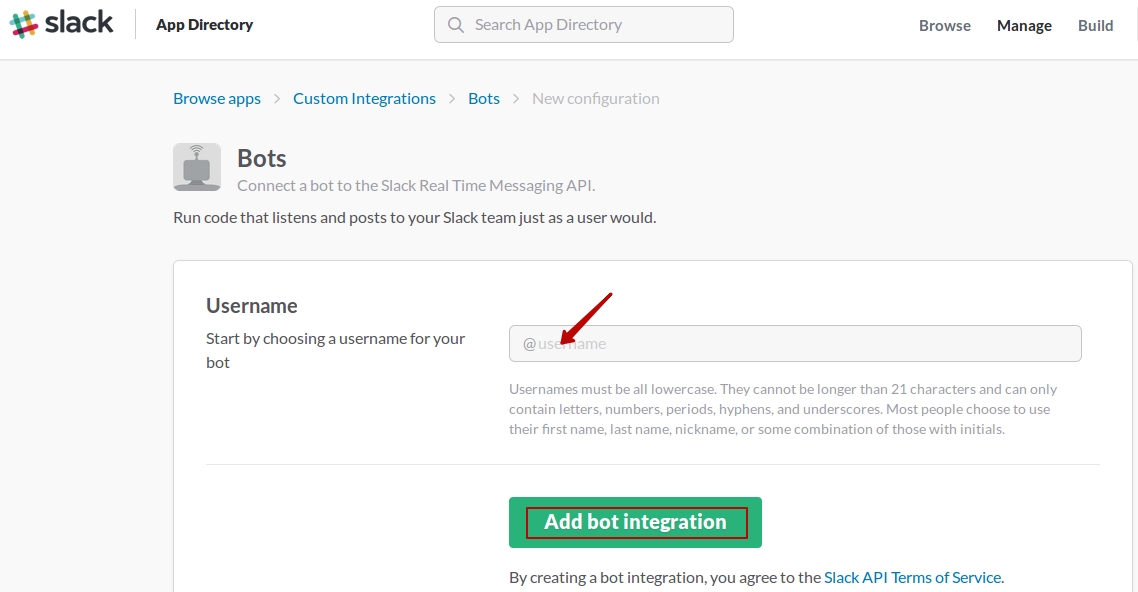 slack App Directory Search App Directory Browse Manage Build
Browse apps > Custom Integrations > Bots > New configuration
Bots
Connect a bot to the Slack Real Time Messaging API.
Run code that listens and posts to your Slack team just as a user would.
Username
Start by choosing a username for your
bot
@username
Usernames must be all lowercase. They cannot be longer than 21 characters and can only
contain letters, numbers, periods, hyphens, and underscores. Most people choose to use
their first name, last name, nickname, or some combination of those with initials.
Add bot integration
By creating a bot integration, you agree to the Slack API Terms of Service.